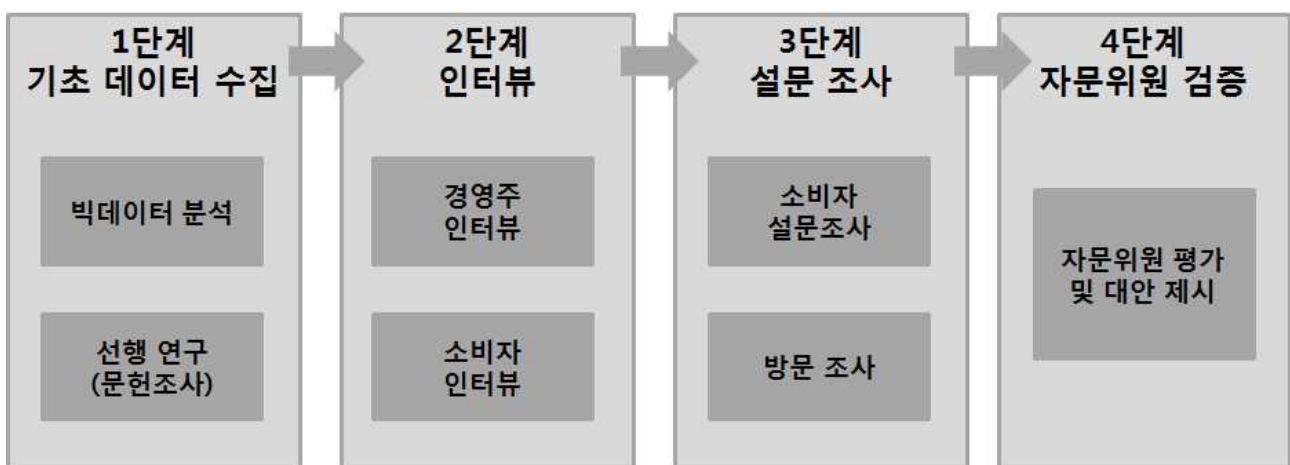 1단계
기초 데이터 수집
빅데이터 분석
선행 연구
(문헌조사)
2단계
인터뷰
경영주
인터뷰
소비자
인터뷰
3단계
설문 조사
소비자
설문조사
방문 조사
4단계
자문위원 검증
자문위원 평가
및 대안 제시